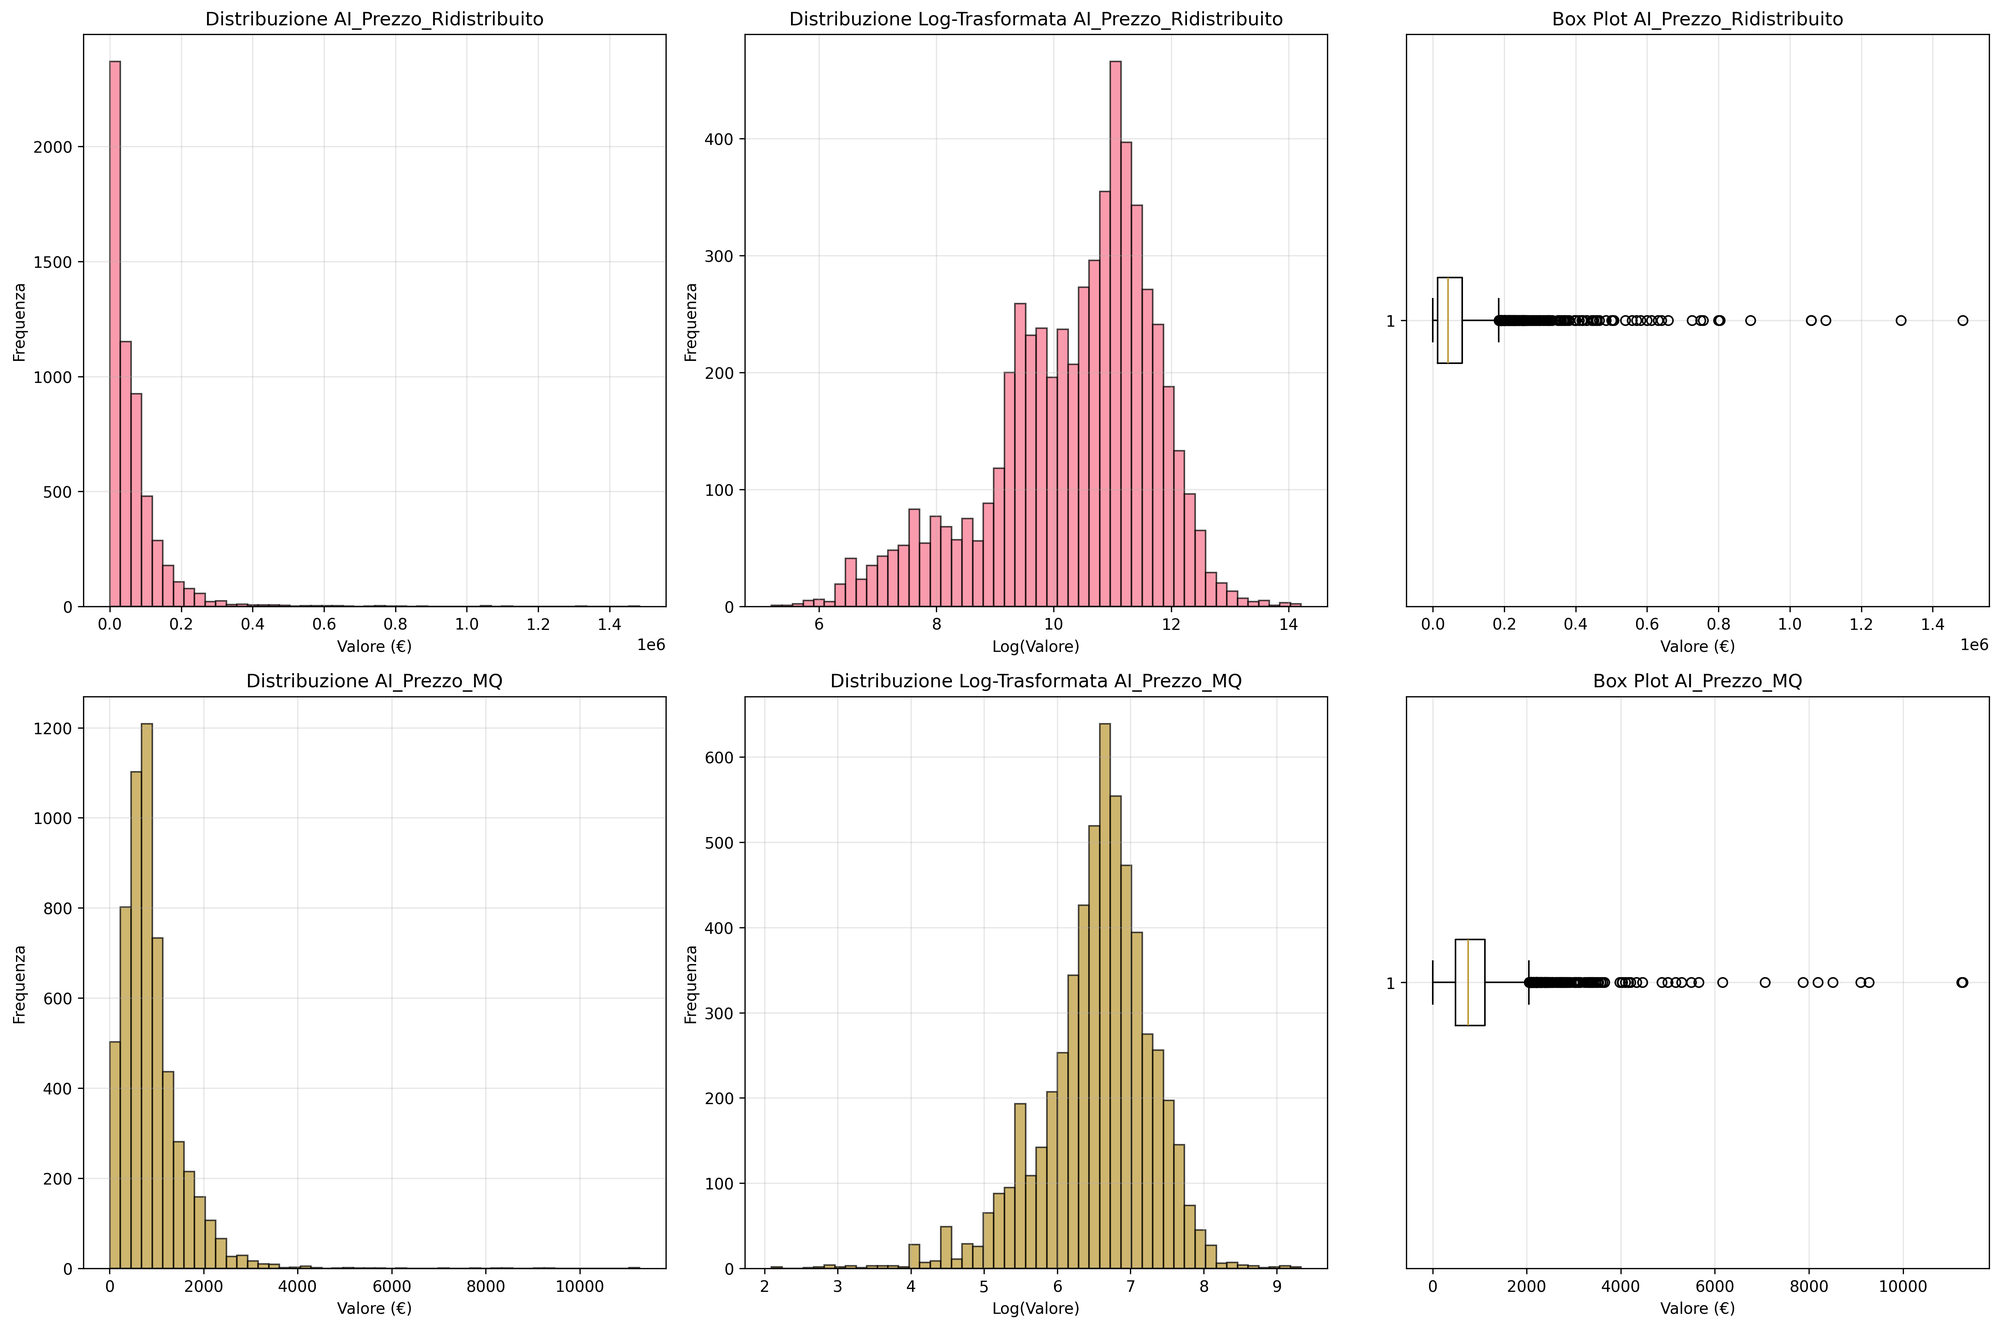 Distribuzione AI_Prezzo_Ridistribuito
Frequenza
2000
1500
1000
500
0
0.0 0.2 0.4 0.6 0.8 1.0 1.2 1.4
1e6
Valore (€)
Distribuzione Log-Trasformata AI_Prezzo_Ridistribuito
Frequenza
400
300
200
100
0
6 8 10 12 14
Log(Valore)
Box Plot AI_Prezzo_Ridistribuito
1
0.0 0.2 0.4 0.6 0.8 1.0 1.2 1.4
1e6
Valore (€)
Distribuzione AI_Prezzo_MQ
Frequenza
1200
1000
800
600
400
200
0
0 2000 4000 6000 8000 10000
Valore (€)
Distribuzione Log-Trasformata AI_Prezzo_MQ
Frequenza
600
500
400
300
200
100
0
2 3 4 5 6 7 8 9
Log(Valore)
Box Plot AI_Prezzo_MQ
1
0 2000 4000 6000 8000 10000
Valore (€)